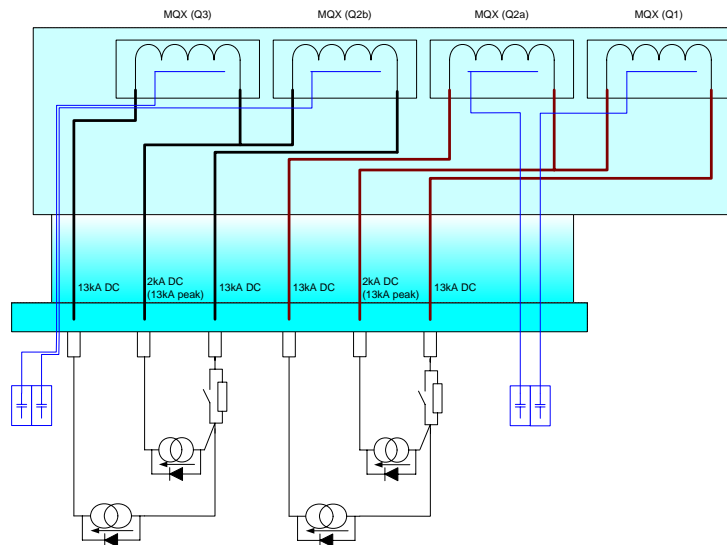 MQX (Q3)
MQX (Q2b)
MQX (Q2a)
MQX (Q1)
13kA DC
2kA DC
(13kA peak)
13kA DC
13kA DC
2kA DC
(13kA peak)
13kA DC